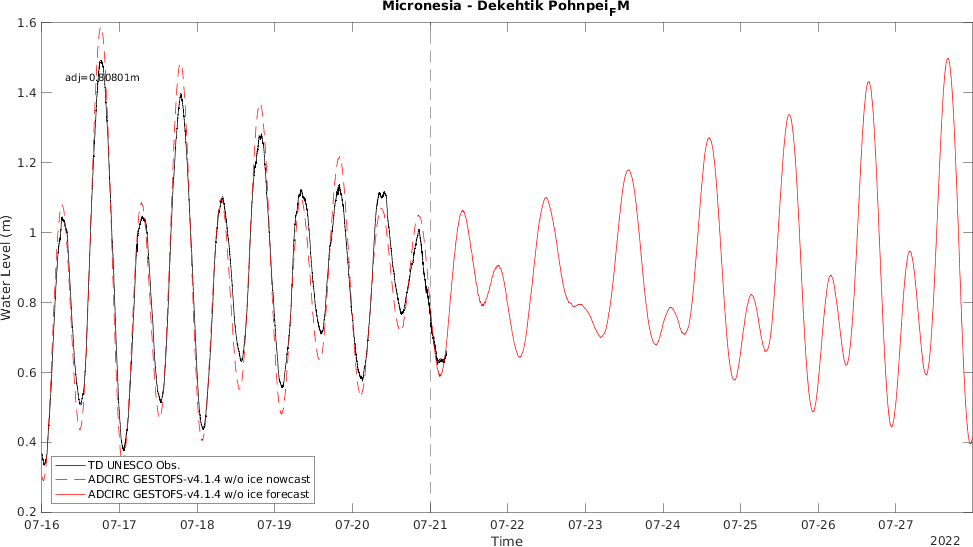 Micronesia - Dekehtik Pohnpei_FM
1.6
adj=0.80801m
1.4
1.2
1
0.8
0.6
0.4
0.2
Water Level (m)
TD UNESCO Obs.
ADCIRC GESTOFS-v4.1.4 w/o ice nowcast
ADCIRC GESTOFS-v4.1.4 w/o ice forecast
07-16 07-17 07-18 07-19 07-20 07-21 07-22 07-23 07-24 07-25 07-26 07-27
Time
2022